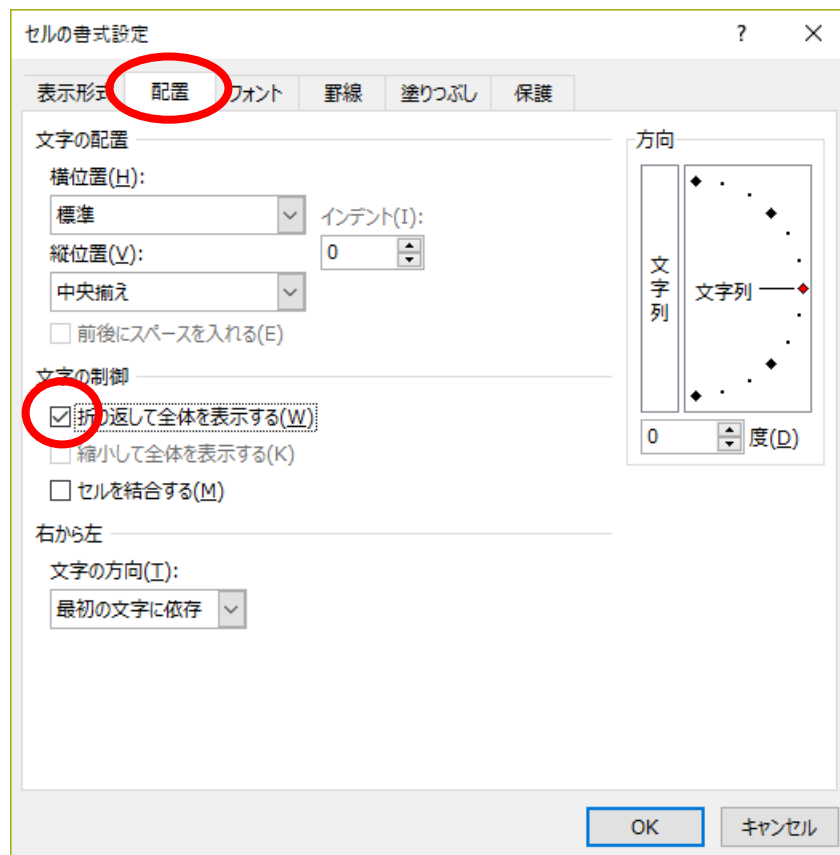 セルの書式設定
表示形式 配置 フォント 罫線 塗りつぶし 保護
文字の配置
横位置(H):
標準
インデント(I):
0
縦位置(V):
中央揃え
前後にスペースを入れる(E)
文字の制御
折り返して全体を表示する(W)
縮小して全体を表示する(K)
セルを結合する(M)
右から左
文字の方向(T):
最初の文字に依存
方向
文字列
文字列
0 度(D)
OK キャンセル